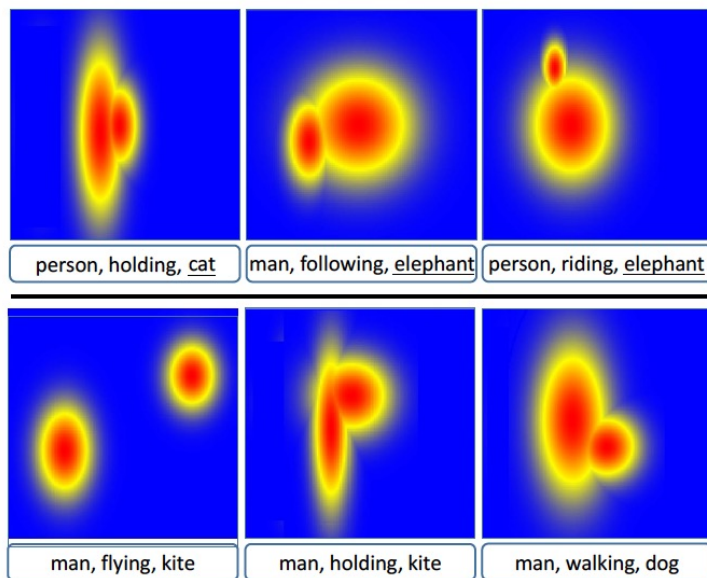 person, holding, cat
man, following, elephant
person, riding, elephant
man, flying, kite
man, holding, kite
man, walking, dog